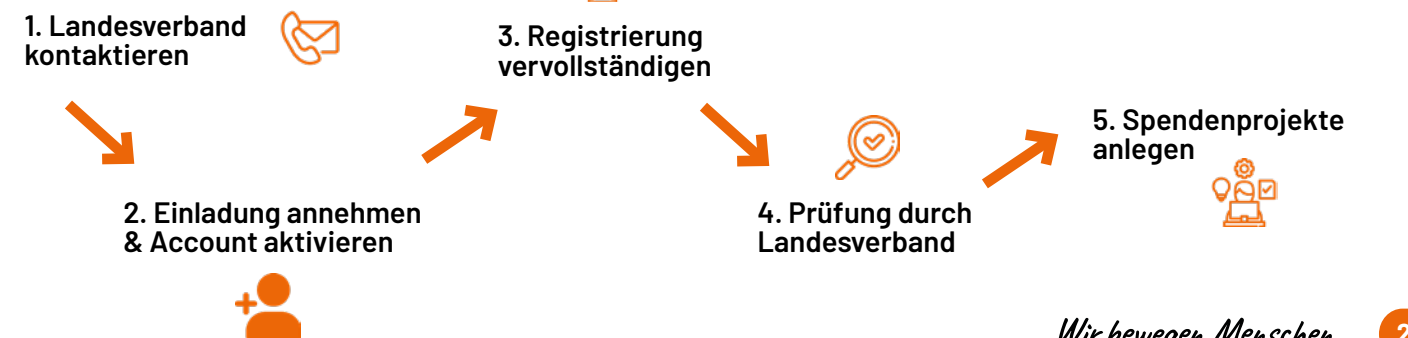 1. Landesverband
kontaktieren
2. Einladung annehmen
& Account aktivieren
3. Registrierung
vervollständigen
4. Prüfung durch
Landesverband
5. Spendenprojekte
anlegen
Wir bewegen Menschen
2